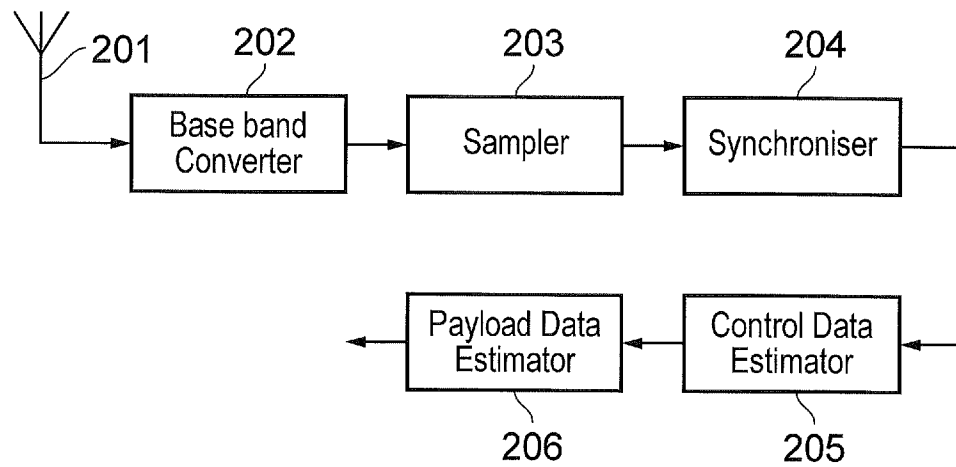 201
202
203
204
Base band
Converter
Sampler
Synchroniser
Payload Data
Estimator
Control Data
Estimator
206
205